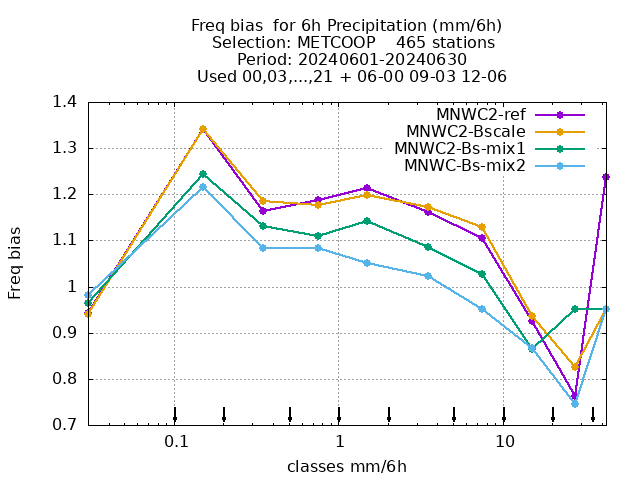 Freq bias  for 6h Precipitation (mm/6h)
Selection: METCOOP    465 stations
Period: 20240601-20240630
Used 00,03,...,21 + 06-00 09-03 12-06
MNWC2-ref
MNWC2-Bscale
MNWC2-Bs-mix1
MNWC-Bs-mix2
1.4
1.3
1.2
1.1
1
0.9
0.8
0.7
Freq bias
0.1
1
10
classes mm/6h